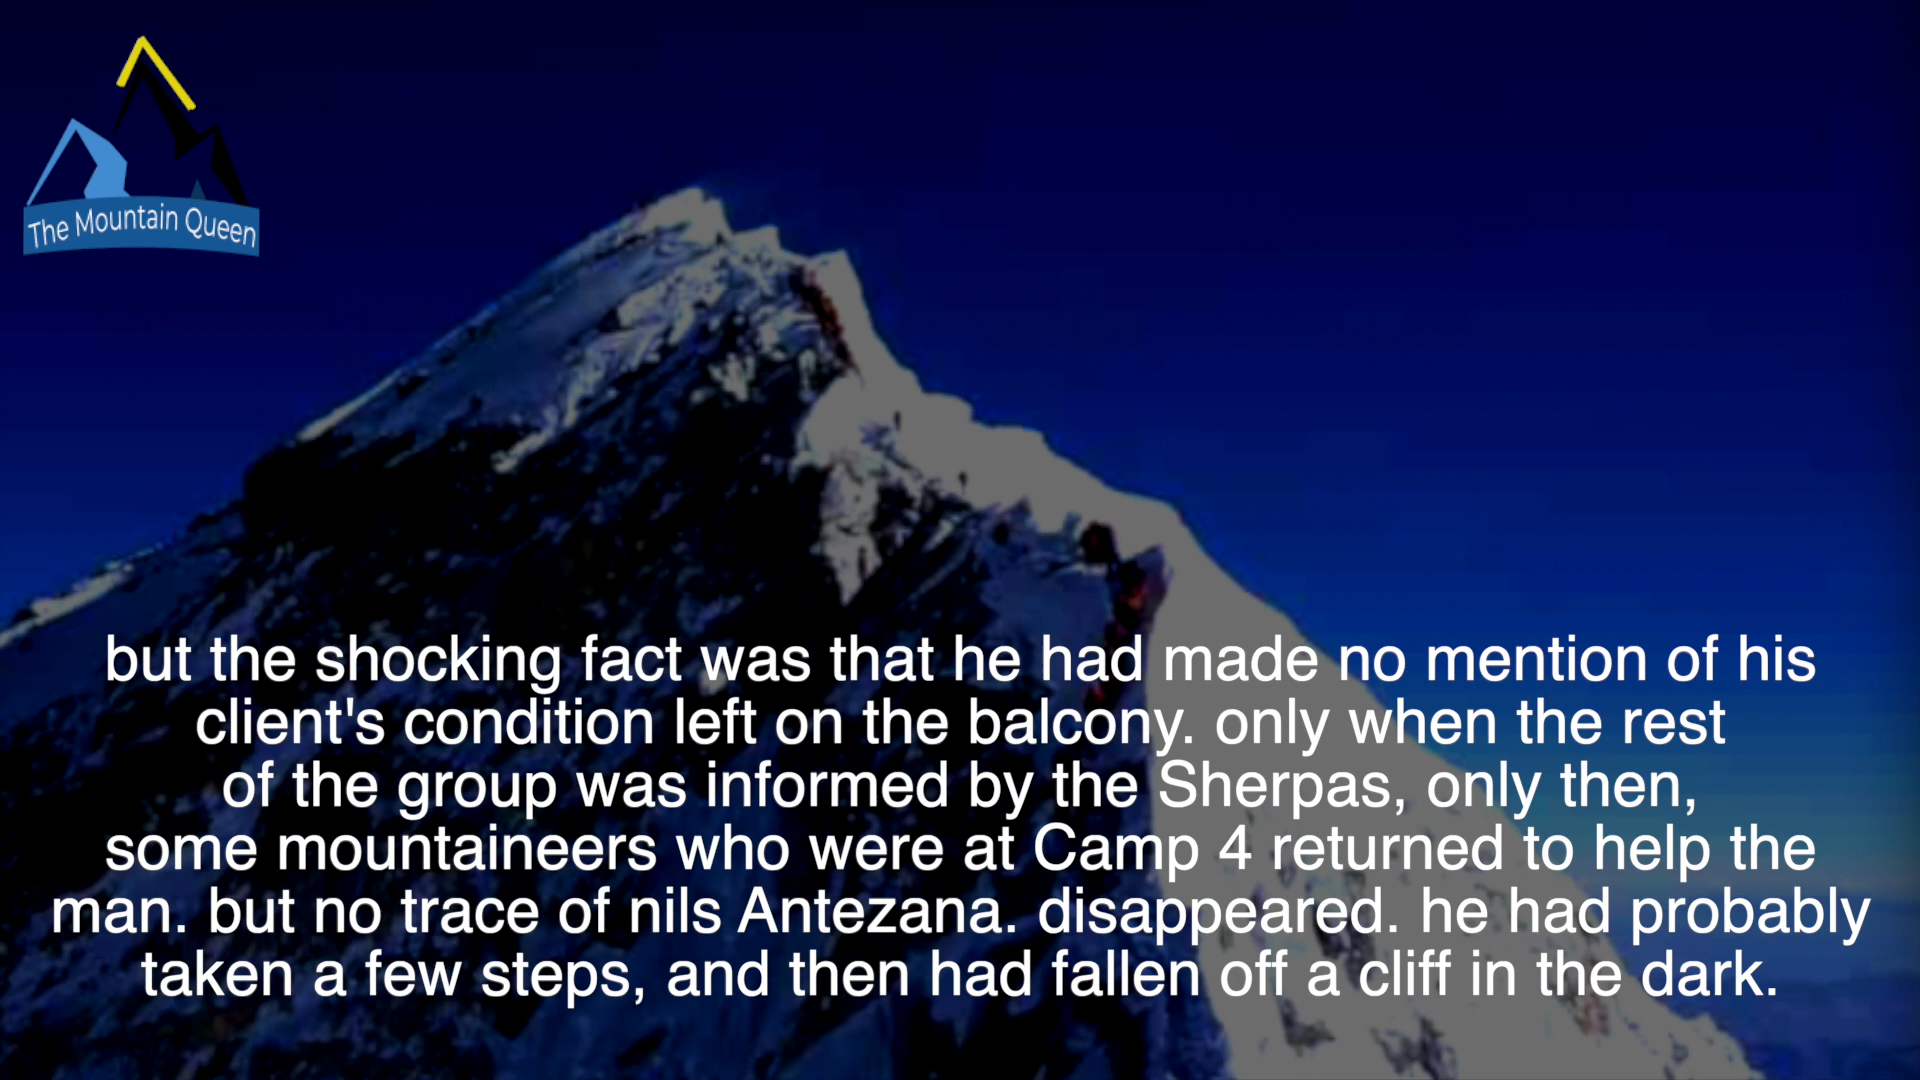 The Mountain Queen
but the shocking fact was that he had made no mention of his
client's condition left on the balcony. only when the rest
of the group was informed by the Sherpas, only then,
some mountaineers who were at Camp 4 returned to help the
man. but no trace of nils Antezana. disappeared. he had probably
taken a few steps, and then had fallen off a cliff in the dark.